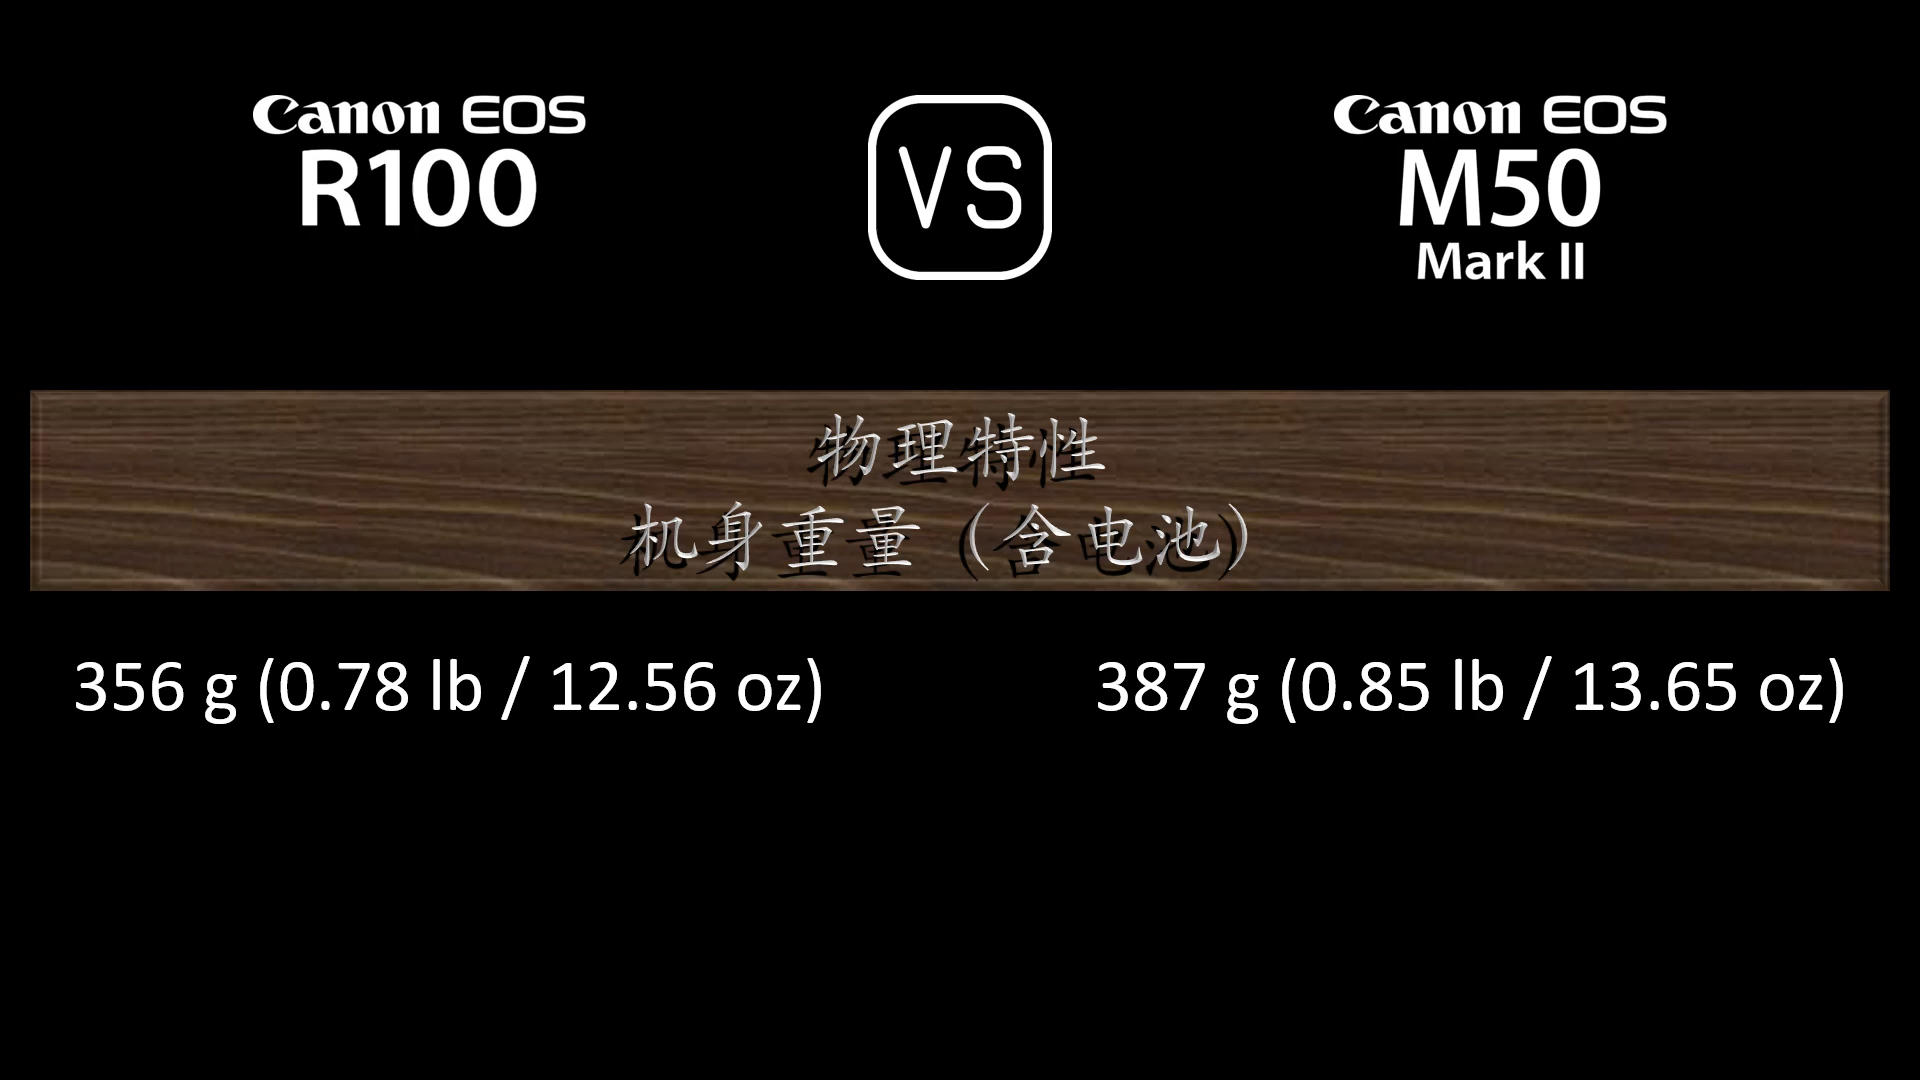 Canon EOS
R100
VS
Canon EOS
M50
Mark II
物理特性
机身重量（含电池）
356 g (0.78 lb / 12.56 oz)
387 g (0.85 lb / 13.65 oz)